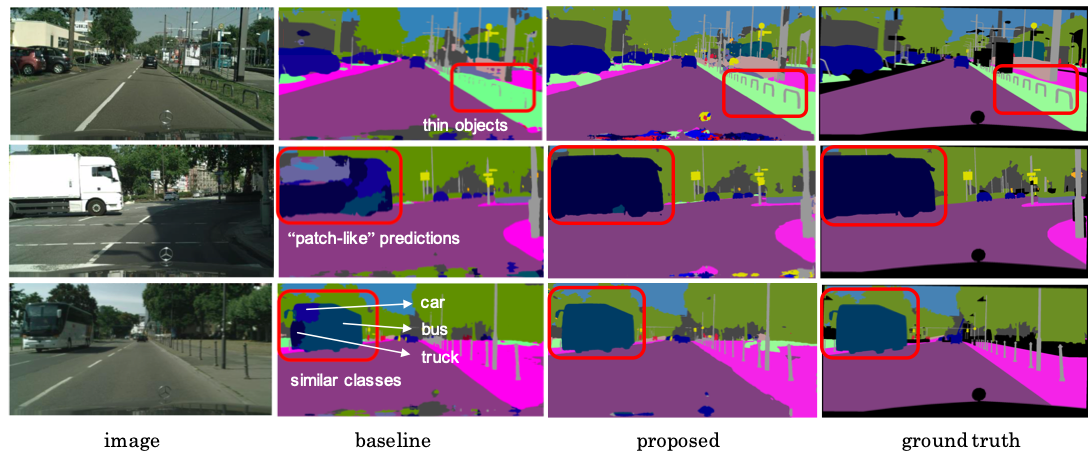 thin objects
“patch-like” predictions
car
bus
truck
similar classes
image
baseline
proposed
ground truth